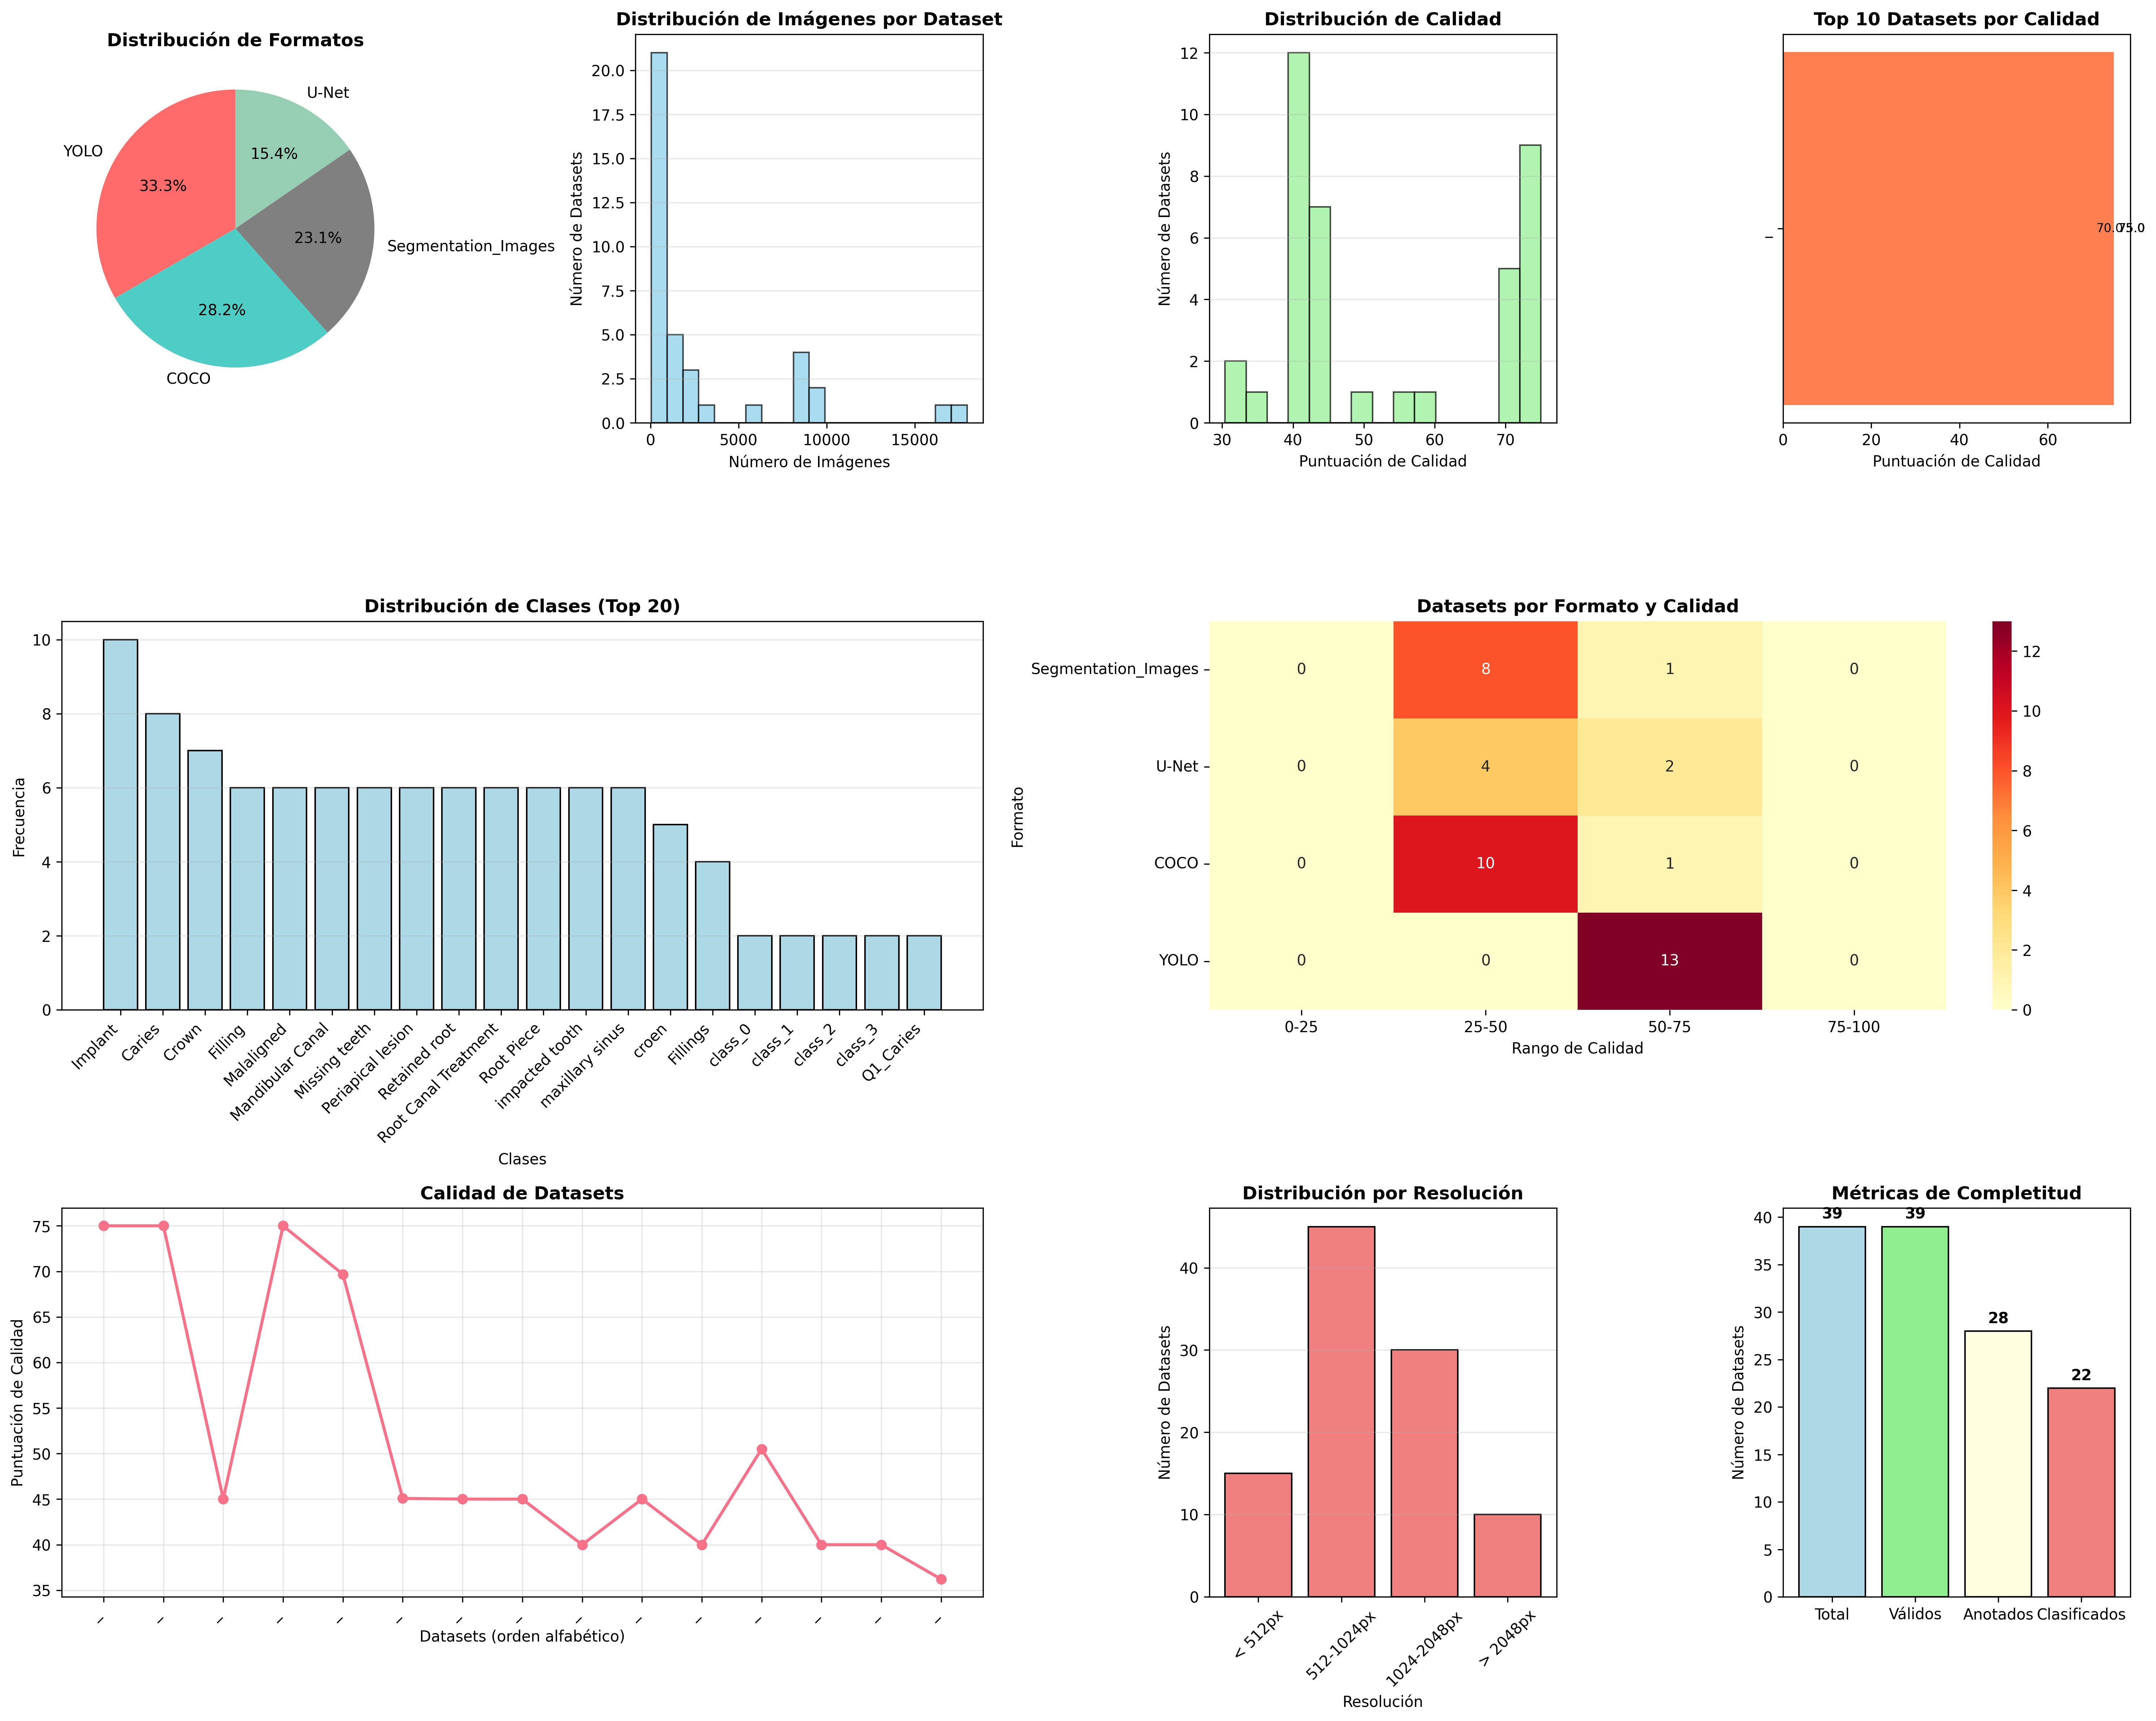 Distribución de Formatos
U-Net
YOLO
15.4%
33.3%
23.1%
Segmentation_Images
28.2%
COCO
Distribución de Imágenes por Dataset
Número de Datasets
20.0
17.5
15.0
12.5
10.0
7.5
5.0
2.5
0.0
0 5000 10000 15000
Número de Imágenes
Distribución de Calidad
Número de Datasets
12
10
8
6
4
2
0
30 40 50 60 70
Puntuación de Calidad
Top 10 Datasets por Calidad
70.0 75.0
0 20 40 60
Puntuación de Calidad
Distribución de Clases (Top 20)
Frecuencia
10
8
6
4
2
0
Implant
Caries
Crown
Filling
Malaligned
Mandibular Canal
Missing teeth
Periapical lesion
Retained root
Root Canal Treatment
Root Piece
impacted tooth
maxillary sinus
croen
Fillings
class_0
class_1
class_2
class_3
Q1_Caries
Clases
Datasets por Formato y Calidad
Formato
Segmentation_Images 0 8 1 0
U-Net 0 4 2 0
COCO 0 10 1 0
YOLO 0 0 13 0
0-25 25-50 50-75 75-100
Rango de Calidad
12
10
8
6
4
2
0
Calidad de Datasets
Puntuación de Calidad
75
70
65
60
55
50
45
40
35
Datasets (orden alfabético)
Distribución por Resolución
Número de Datasets
40
30
20
10
0
< 512px
512-1024px
1024-2048px
> 2048px
Resolución
Métricas de Completitud
Número de Datasets
40
35
30
25
20
15
10
5
0
39
39
28
22
Total Válidos Anotados Clasificados